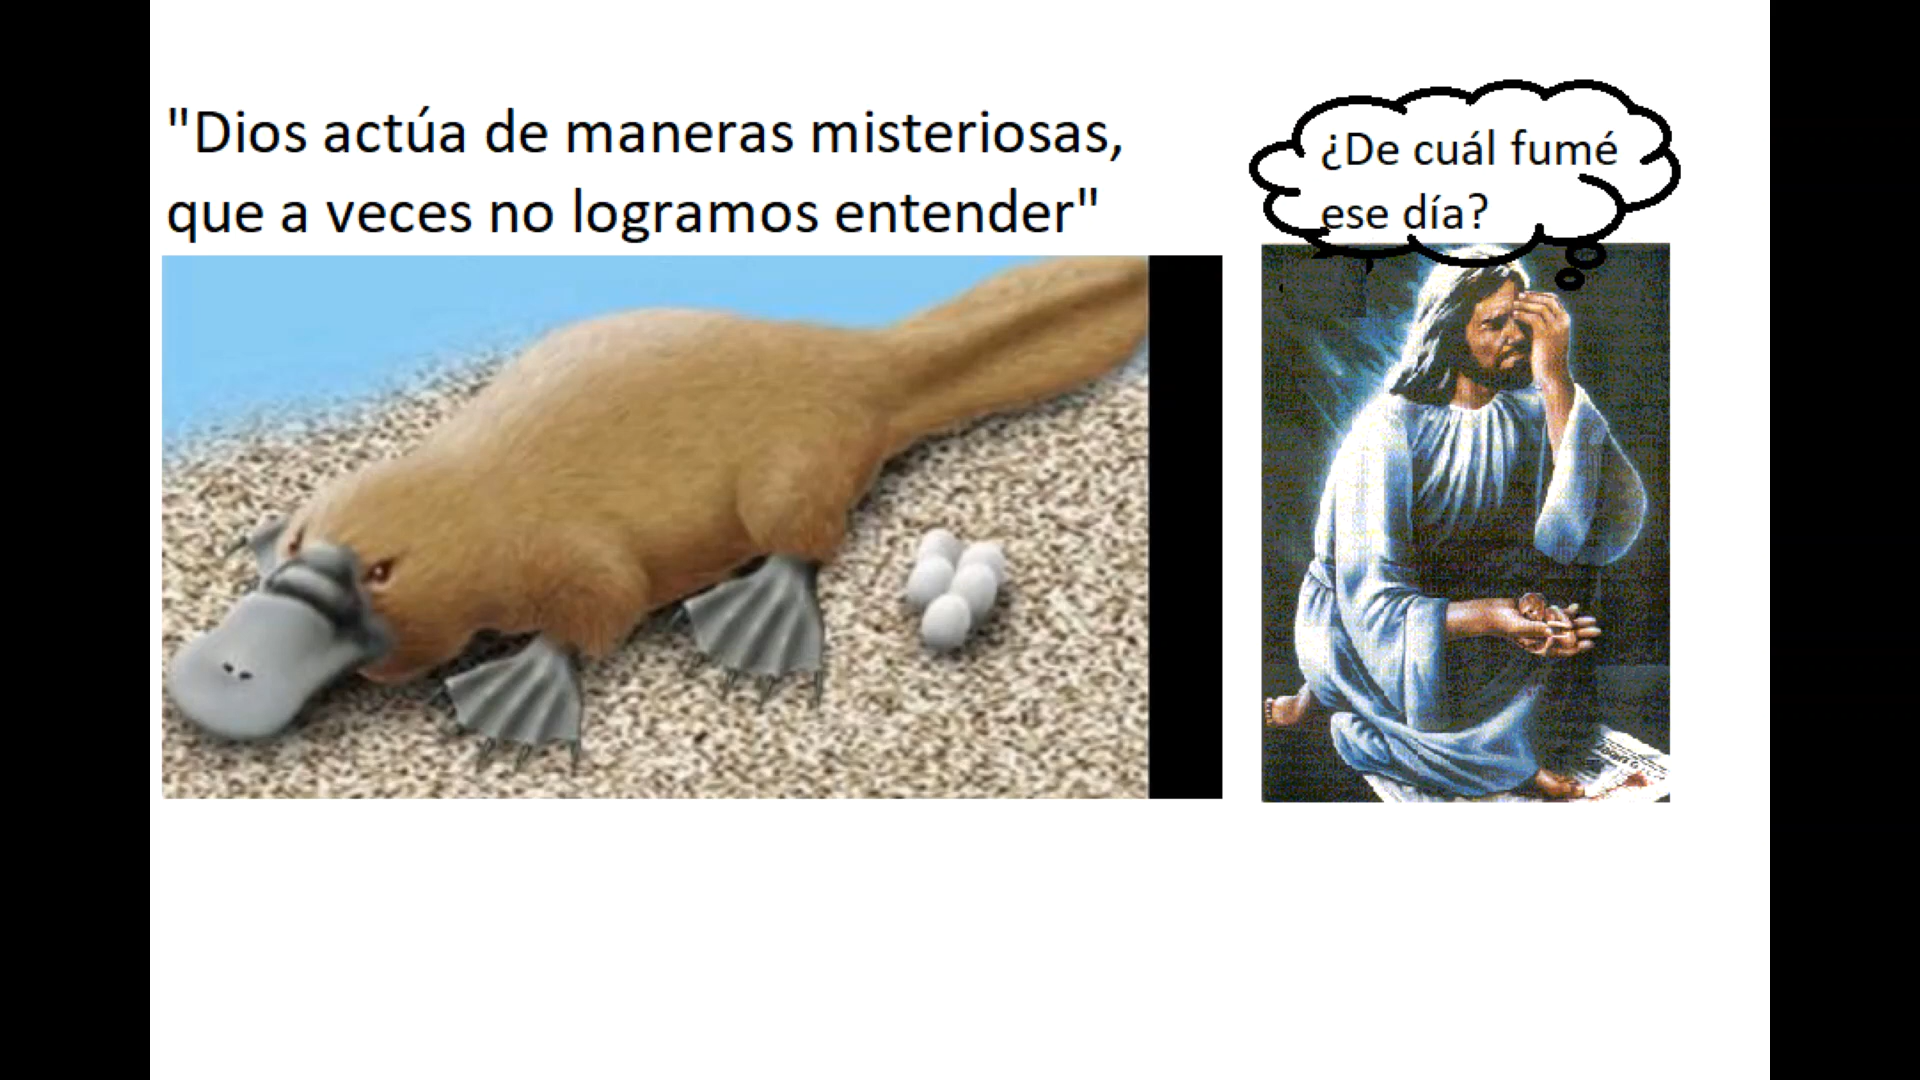 "Dios actúa de maneras misteriosas,
que a veces no logramos entender"
¿De cuál fumé
ese día?